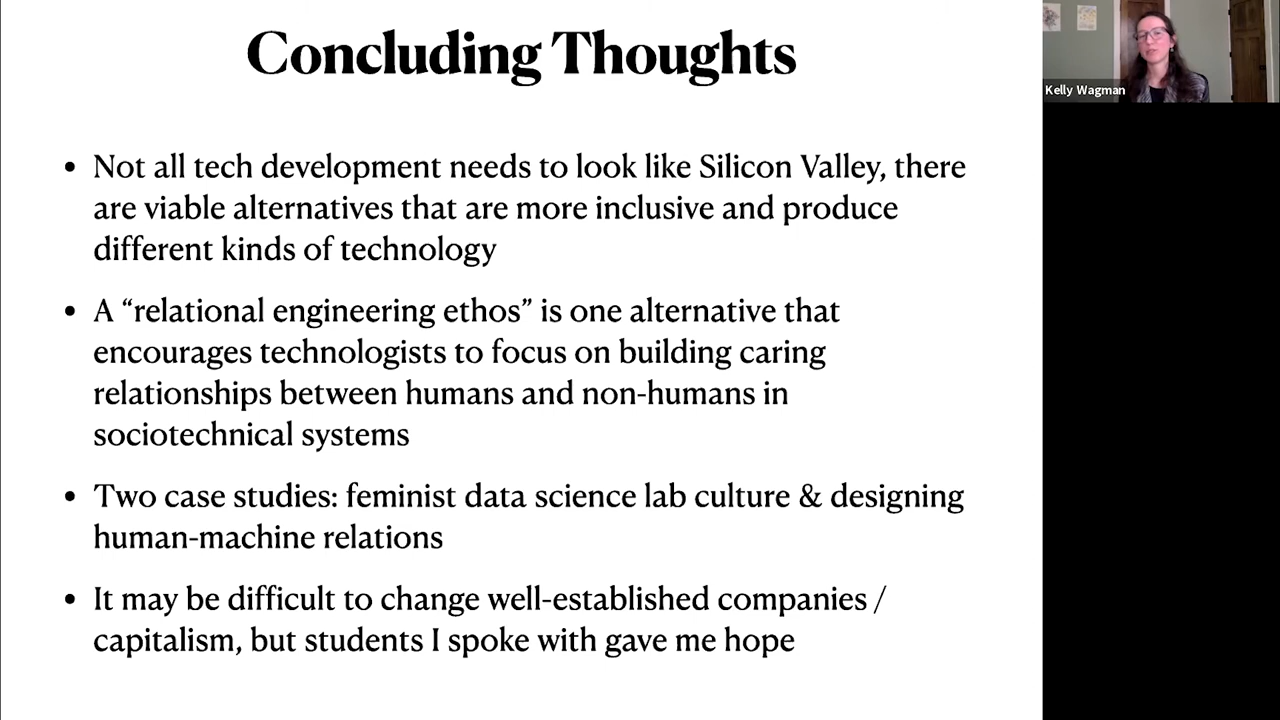 Concluding Thoughts
• Not all tech development needs to look like Silicon Valley, there
are viable alternatives that are more inclusive and produce
different kinds of technology
• A “relational engineering ethos” is one alternative that
encourages technologists to focus on building caring
relationships between humans and non-humans in
sociotechnical systems
• Two case studies: feminist data science lab culture & designing
human-machine relations
• It may be difficult to change well-established companies /
capitalism, but students I spoke with gave me hope
Kelly Wagman